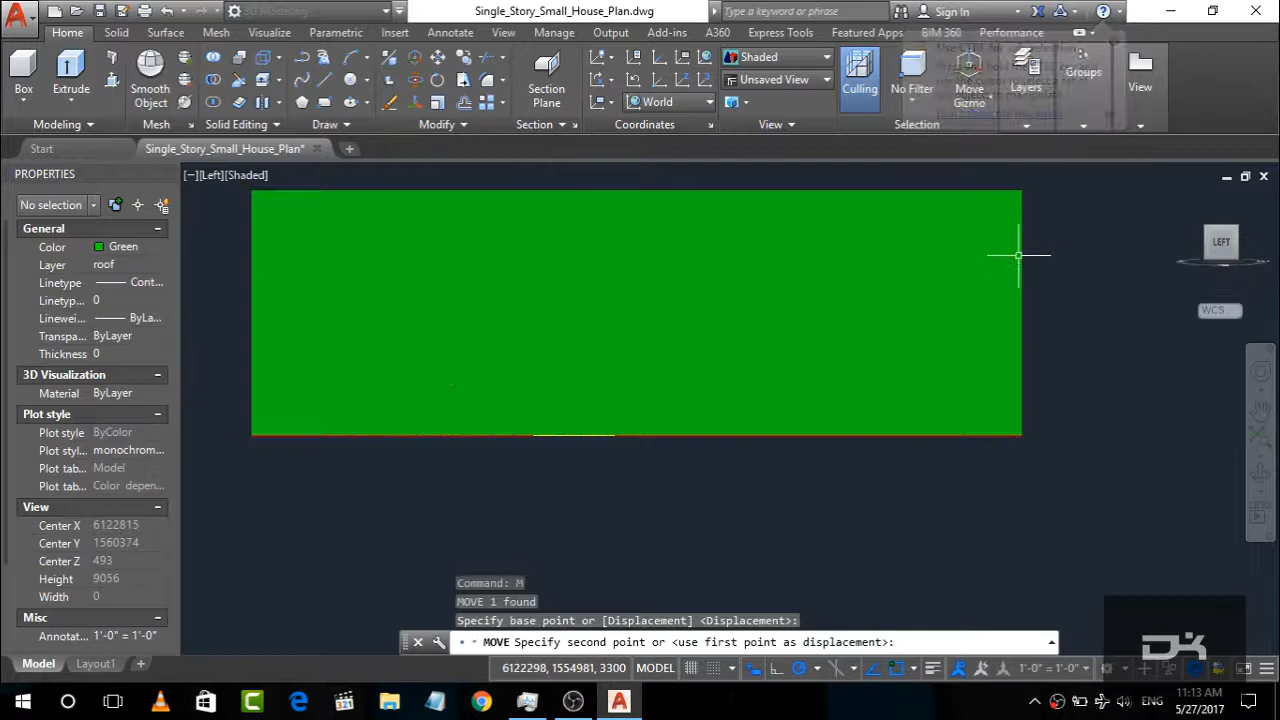 3D Modeling
Single_Story_Small_House_Plan.dwg
Type a keyword or phrase
Sign In
Home Solid Surface Mesh Visualize Parametric Insert Annotate View Manage Output Add-ins A360 Express Tools Featured Apps BIM 360 Performance
Box
Extrude
Smooth
Object
Section
Plane
World
Shaded
Unsaved View
Culling
No Filter
Move
Gizmo
Layers
Groups
View
Modeling Mesh Solid Editing Draw Modify Section Coordinates View Selection
Start Single_Story_Small_House_Plan*
PROPERTIES
[−][Left][Shaded]
No selection
General
Color Green
Layer roof
Linetype Cont...
Linetyp... 0
Linewei... ByLa...
Transpa... ByLayer
Thickness 0
3D Visualization
Material ByLayer
Plot style
Plot style ByColor
Plot styl... monochrom...
Plot tab... Model
Plot tab... Color depen...
View
Center X 6122815
Center Y 1560374
Center Z 493
Height 9056
Width 0
Misc
Annotat... 1'-0" = 1'-0"
LEFT
WCS
Command: M
MOVE 1 found
Specify base point or [Displacement] <Displacement>:
MOVE Specify second point or <use first point as displacement>:
Model Layout1
6122298, 1554981, 3300 MODEL
1'-0" = 1'-0"
DK
321
ENG
11:13 AM
5/27/2017